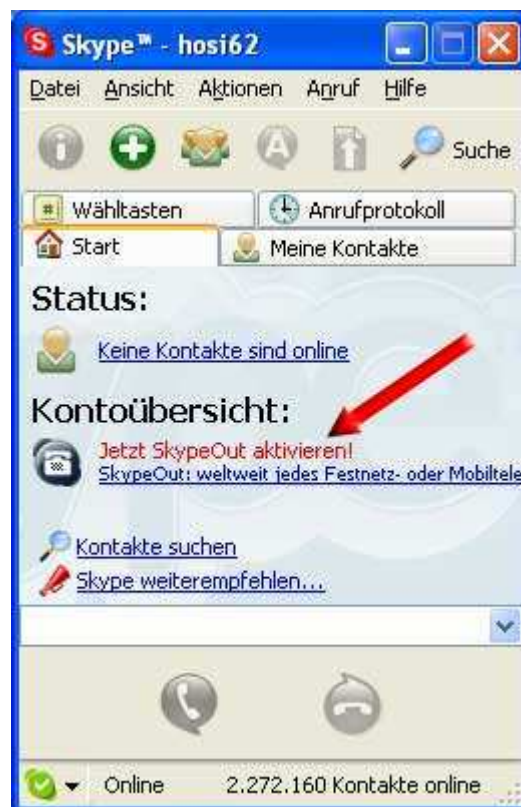 Skype™ - hosi62
Datei Ansicht Aktionen Anruf Hilfe
Suche
Wähltasten Anrufprotokoll
Start Meine Kontakte
Status:
Keine Kontakte sind online
Kontoübersicht:
Jetzt SkypeOut aktivieren!
SkypeOut: weltweit jedes Festnetz- oder Mobiltele
Kontakte suchen
Skype weiterempfehlen...
Online 2.272.160 Kontakte online